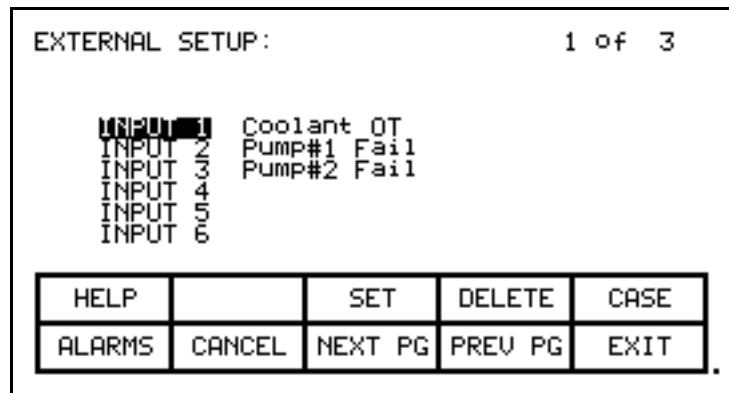 EXTERNAL SETUP: 1 of 3
INPUT 1 Coolant OT
INPUT 2 Pump#1 Fail
INPUT 3 Pump#2 Fail
INPUT 4
INPUT 5
INPUT 6
HELP SET DELETE CASE
ALARMS CANCEL NEXT PG PREV PG EXIT
.